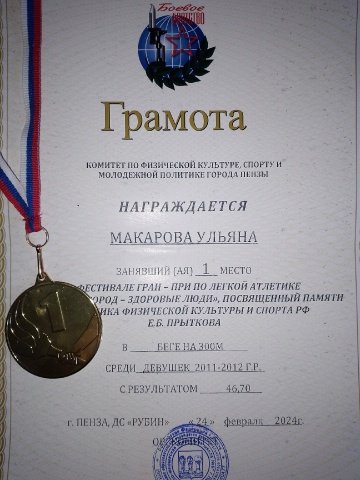 Боевое
БРАТСТВО
Грамота
КОМИТЕТ ПО ФИЗИЧЕСКОЙ КУЛЬТУРЕ, СПОРТУ И
МОЛОДЕЖНОЙ ПОЛИТИКЕ ГОРОДА ПЕНЗЫ
НАГРАЖДАЕТСЯ
МАКАРОВА УЛЬЯНА
ЗАНЯВШИЙ (АЯ) 1 МЕСТО
ФЕСТИВАЛЕ ГРАН – ПРИ ПО ЛЕГКОЙ АТЛЕТИКЕ
ГОРОД – ЗДОРОВЫЕ ЛЮДИ», ПОСВЯЩЕННЫЙ ПАМЯТИ
ФИЗИЧЕСКОЙ КУЛЬТУРЫ И СПОРТА РФ
Е.Б. ПРЫТКОВА
В БЕГЕ НА 300М
СРЕДИ ДЕВУШЕК 2011-2012 Г.Р.
С РЕЗУЛЬТАТОМ 46,70
г. ПЕНЗА, ДС «РУБИН» «24» февраля 2024г.
1